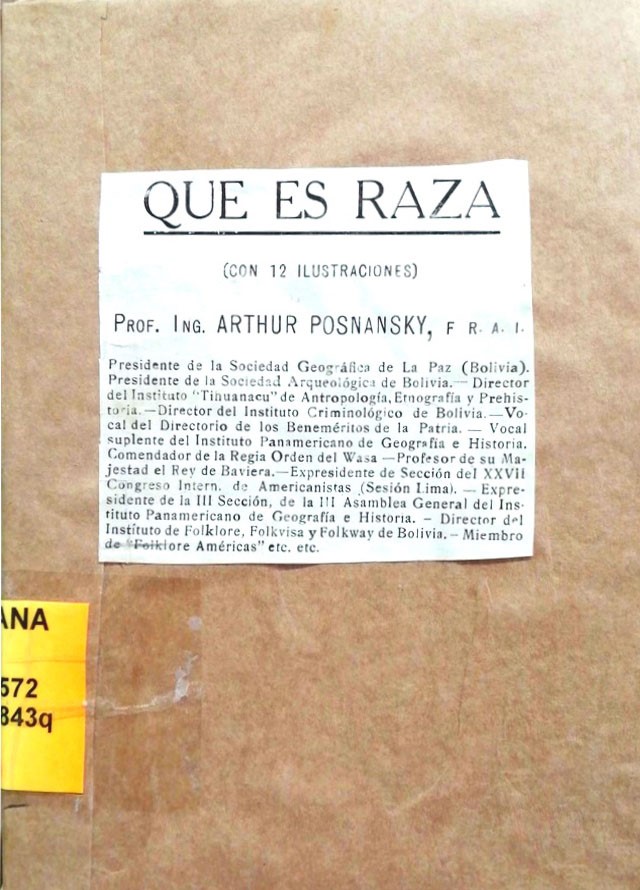 QUE ES RAZA
(CON 12 ILUSTRACIONES)
PROF. ING. ARTHUR POSNANSKY, F R. A. I.
Presidente de la Sociedad Geográfica de La Paz (Bolivia).
Presidente de la Sociedad Arqueológica de Bolivia.— Director
del Instituto "Tihuanacu" de Antropología, Etnografía y Prehis-
toria.—Director del Instituto Criminológico de Bolivia.—Vo-
cal del Directorio de los Beneméritos de la Patria. — Vocal
suplente del Instituto Panamericano de Geografía e Historia.
Comendador de la Regia Orden del Wasa —Profesor de su Ma-
jestad el Rey de Baviera.—Expresidente de Sección del XXVII
Congreso Intern. de Americanistas (Sesión Lima). — Expre-
sidente de la III Sección, de la III Asamblea General del Ins-
tituto Panamericano de Geografía e Historia. — Director del
Instituto de Folklore, Folkvisa y Folkway de Bolivia. — Miembro
de "Folklore Américas" etc. etc.
ANA
572
843q